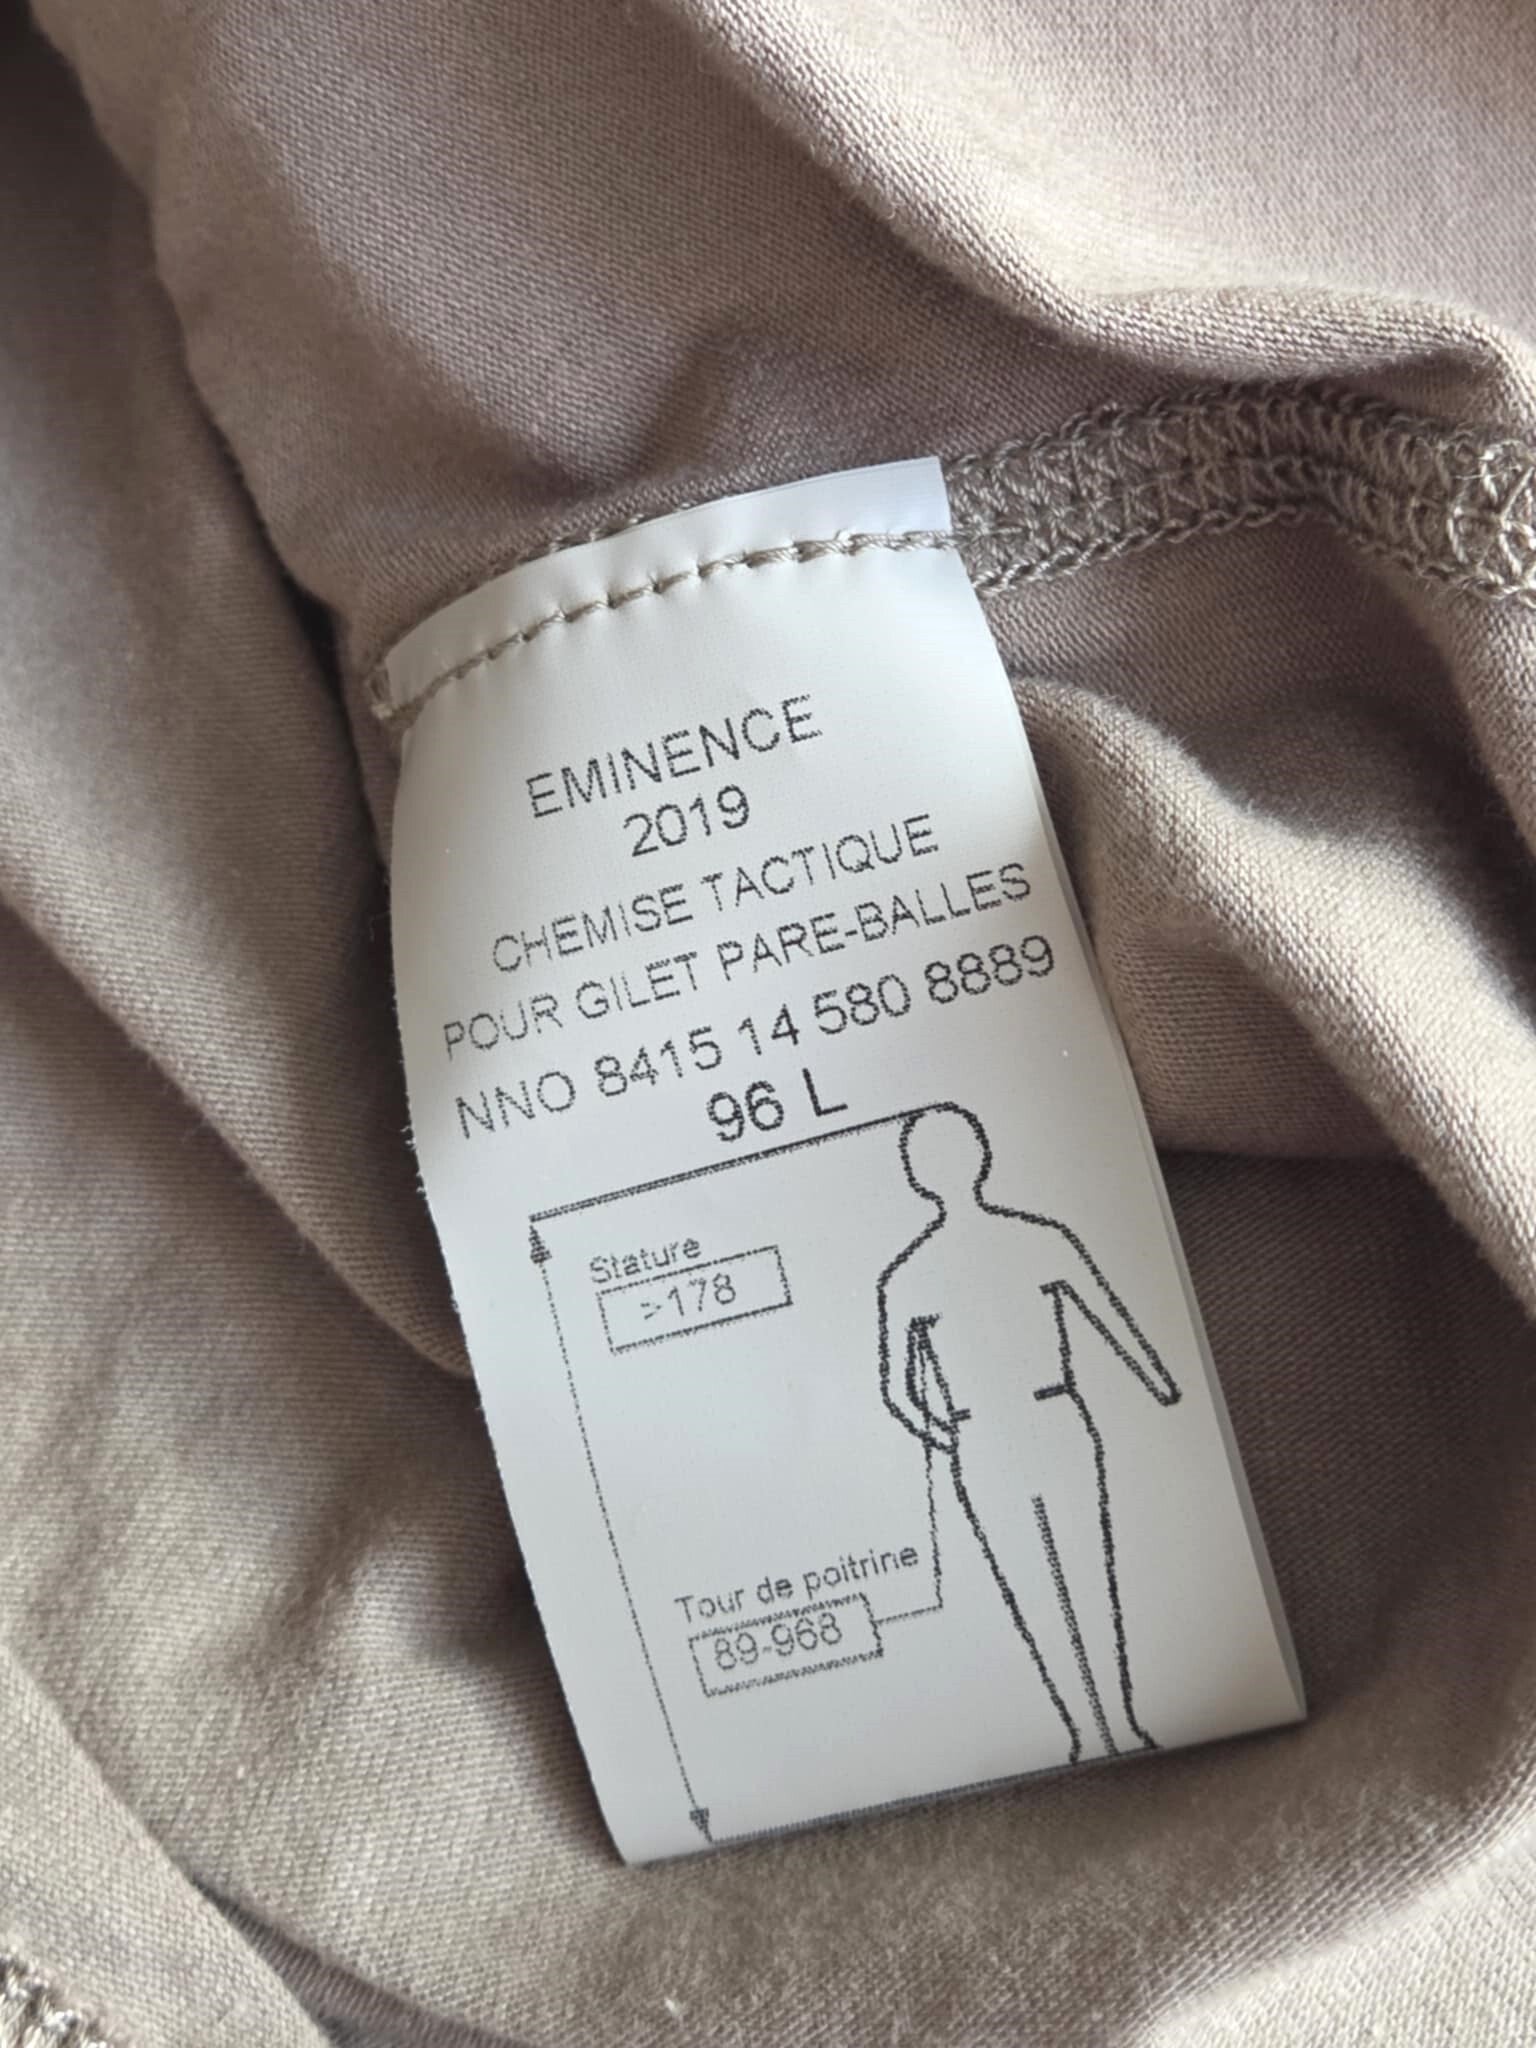 EMINENCE
2019
CHEMISE TACTIQUE
POUR GILET PARE-BALLES
NNO 8415 14 580 8889
96 L
Stature
>178
Tour de poitrine
89-968